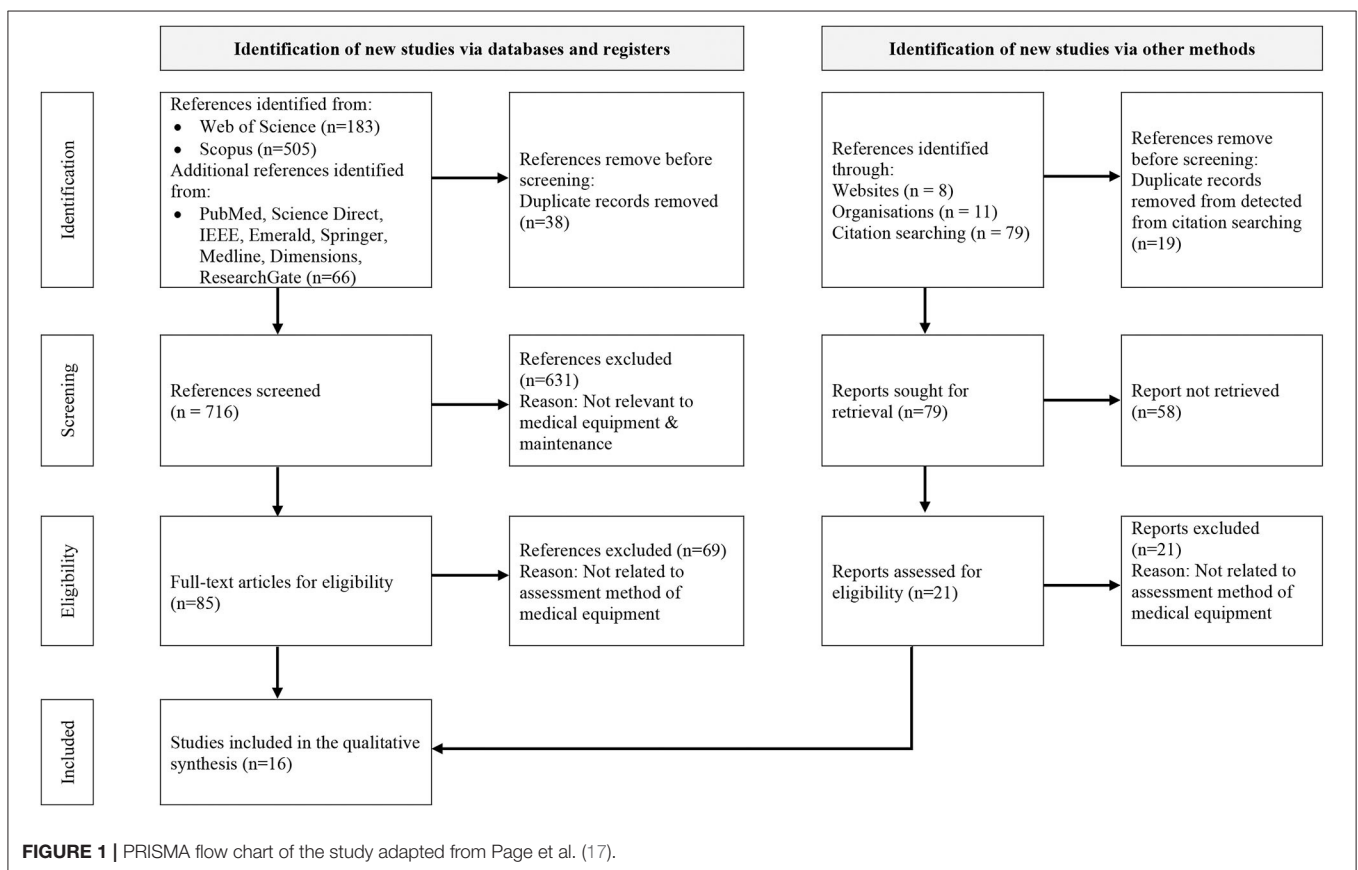 Identification of new studies via databases and registers
Identification of new studies via other methods
Identification
References identified from:
• Web of Science (n=183)
• Scopus (n=505)
Additional references identified
from:
• PubMed, Science Direct,
IEEE, Emerald, Springer,
Medline, Dimensions,
ResearchGate (n=66)
References remove before
screening:
Duplicate records removed
(n=38)
References identified
through:
Websites (n = 8)
Organisations (n = 11)
Citation searching (n = 79)
References remove
before screening:
Duplicate records
removed from detected
from citation searching
(n=19)
Screening
References screened
(n = 716)
References excluded
(n=631)
Reason: Not relevant to
medical equipment &
maintenance
Reports sought for
retrieval (n=79)
Report not retrieved
(n=58)
Eligibility
Full-text articles for eligibility
(n=85)
References excluded (n=69)
Reason: Not related to
assessment method of
medical equipment
Reports assessed for
eligibility (n=21)
Reports excluded
(n=21)
Reason: Not related to
assessment method of
medical equipment
Included
Studies included in the qualitative
synthesis (n=16)
FIGURE 1 | PRISMA flow chart of the study adapted from Page et al. (17).